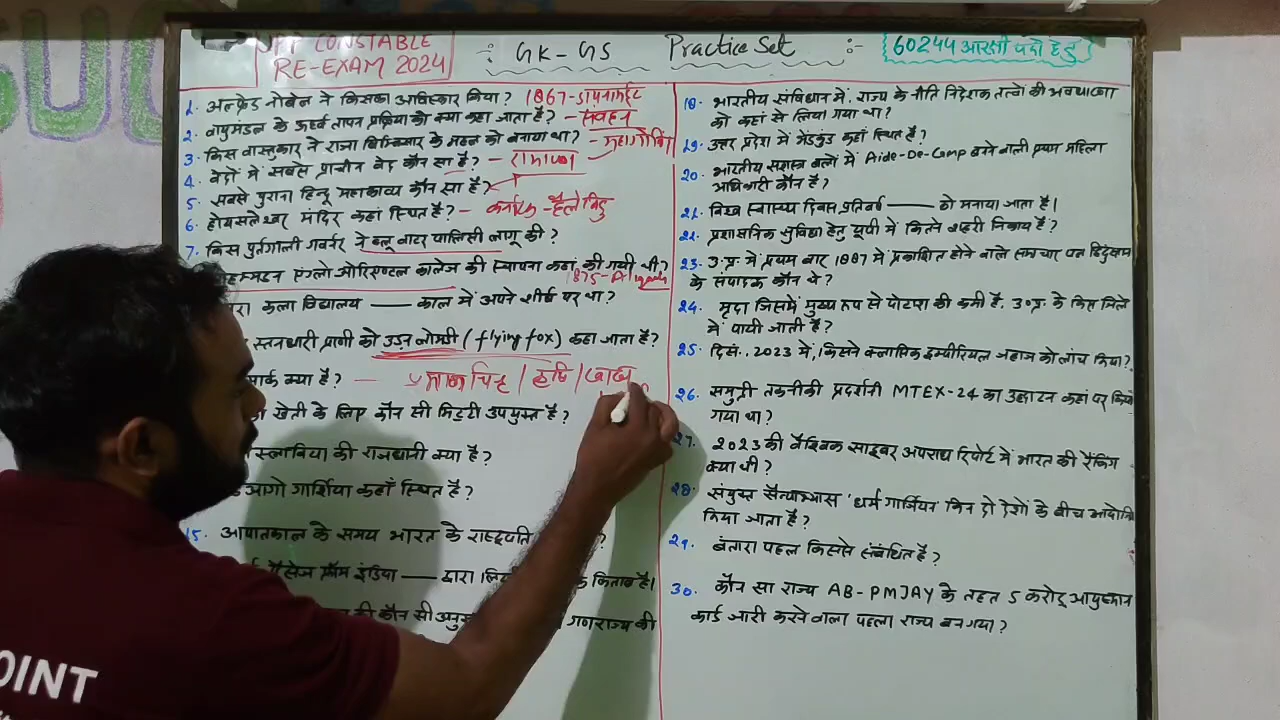 UPP CONSTABLE
RE-EXAM 2024
-: GK-GS Practice Set :-
{60244 आरक्षी पदों हेतु}
1. अल्फ्रेड नोबेल ने किसका आविष्कार किया? 1867-डायनामाइट
2. वायुमंडल के ऊर्ध्व तापन प्रक्रिया को क्या कहा जाता है? - संवहन
3. किस वास्तुकार ने राजा बिम्बिसार के महल को बनाया था? - महागोविंद
4. वेदों में सबसे प्राचीन वेद कौन सा है? - रामायण
5. सबसे पुराना हिन्दू महाकाव्य कौन सा है?
6. होयसलेश्वर मंदिर कहां स्थित है? - कर्नाटक - हैलेबिडु
7. किस पुर्तगाली गवर्नर ने ब्लू वाटर पालिसी लागू की?
मोहम्मडन एंग्लो ओरिएण्टल कालेज की स्थापना कहां की गयी थी?
1875-Aligarh
कला विद्यालय —— काल में अपने शीर्ष पर था?
स्तनधारी प्राणी को उड़न लोमड़ी (flying fox) कहा जाता है?
मार्क क्या है? - मानक चिन्ह / कृषि / खाद्य
खेती के लिए कौन सी मिट्टी उपयुक्त है?
स्लाविया की राजधानी क्या है?
गार्शिया कहाँ स्थित है?
15. आपातकाल के समय भारत के राष्ट्रपति ?
पैसेज फ्रॉम इंडिया —— द्वारा किताब है।
की कौन सी गणराज्य की
18. भारतीय संविधान में, राज्य के नीति निदेशक तत्वों की अवधारणा
को कहां से लिया गया था?
19. उत्तर प्रदेश में कहाँ स्थित है?
20. भारतीय सशस्त्र बलों में Aide-De-Camp बनने वाली प्रथम महिला
अधिकारी कौन है?
21. विश्व स्वास्थ्य दिवस प्रतिवर्ष —— को मनाया जाता है।
22. प्रशासनिक सुविधा हेतु यूपी में कितने शहरी निकाय है?
23. उ.प्र. में प्रथम बार 1887 में प्रकाशित होने वाले समाचार पत्र हिंदुस्थान
के संपादक कौन थे?
24. मृदा जिसमें मुख्य रूप से पोटाश की कमी है, उ०प्र. के किस जिले
में पायी जाती है?
25. दिसं.. 2023 में, किसने क्लासिक इम्पीरियल जहाज को लांच किया?
26. समुद्री तकनीकी प्रदर्शनी MTEX-24 का उद्घाटन कहां पर किया
गया था?
27. 2023 की वैश्विक साइबर अपराध रिपोर्ट में भारत की रैंकिंग
क्या थी?
28. संयुक्त सैन्याभ्यास 'धर्म गार्जियन' किन दो देशों के बीच आयोजित
किया जाता है?
29. वंतारा पहल किससे संबंधित है?
30. कौन सा राज्य AB-PMJAY के तहत 5 करोड़ आयुष्मान
कार्ड जारी करने वाला पहला राज्य बन गया?
OINT